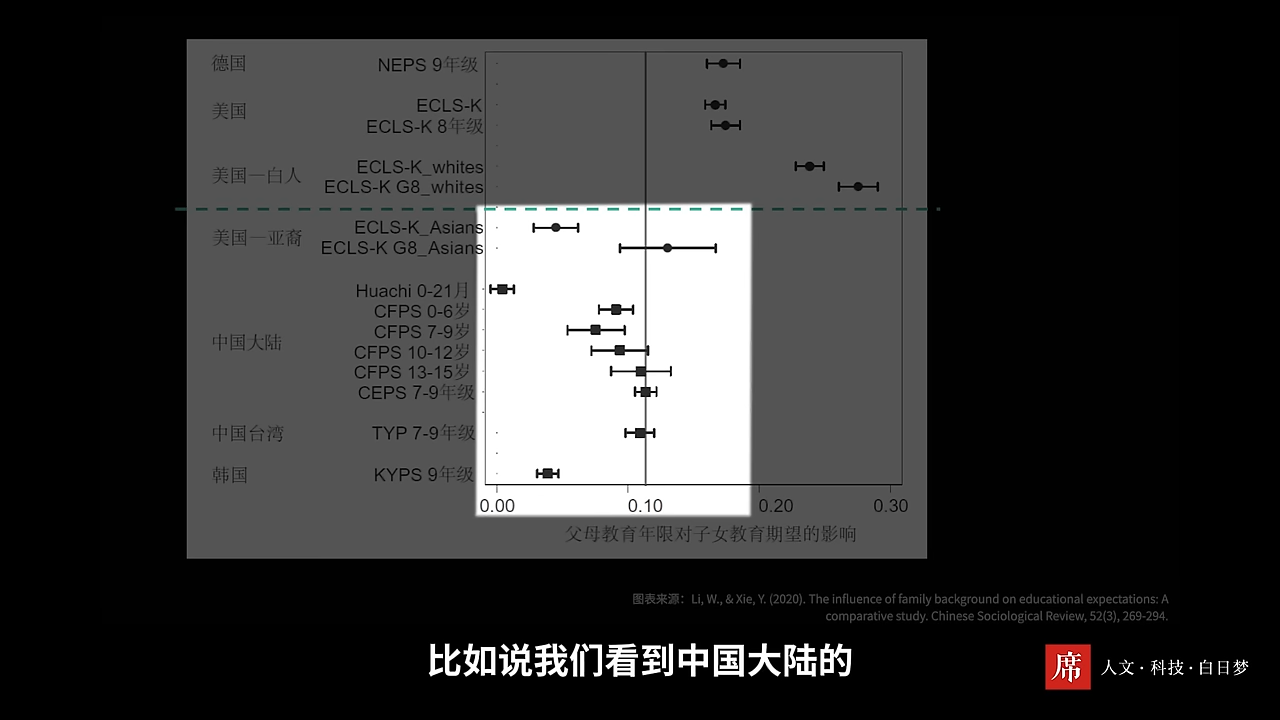 德国 NEPS 9年级
美国 ECLS-K
ECLS-K 8年级
美国—白人 ECLS-K_whites
ECLS-K G8_whites
美国—亚裔 ECLS-K_Asians
ECLS-K G8_Asians
Huachi 0-21月
CFPS 0-6岁
CFPS 7-9岁
中国大陆 CFPS 10-12岁
CFPS 13-15岁
CEPS 7-9年级
中国台湾 TYP 7-9年级
韩国 KYPS 9年级
0.00 0.10 0.20 0.30
父母教育年限对子女教育期望的影响
图表来源：Li, W., & Xie, Y. (2020). The influence of family background on educational expectations: A
comparative study. Chinese Sociological Review, 52(3), 269-294.
比如说我们看到中国大陆的
席 人文·科技·白日梦